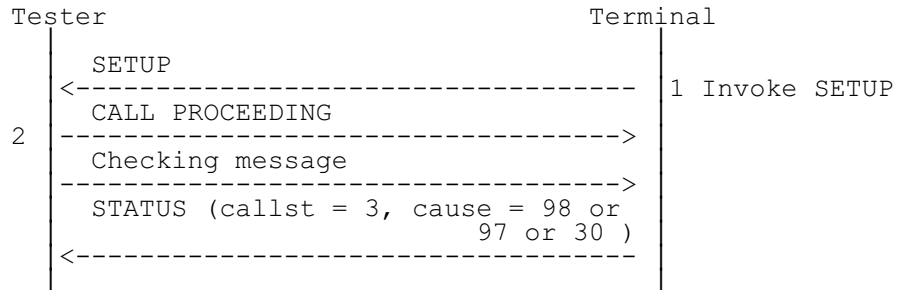 Tester Terminal
SETUP
<----------------------------------- 1 Invoke SETUP
CALL PROCEEDING
2 ----------------------------------->
Checking message
----------------------------------->
STATUS (callst = 3, cause = 98 or
97 or 30 )
<-----------------------------------